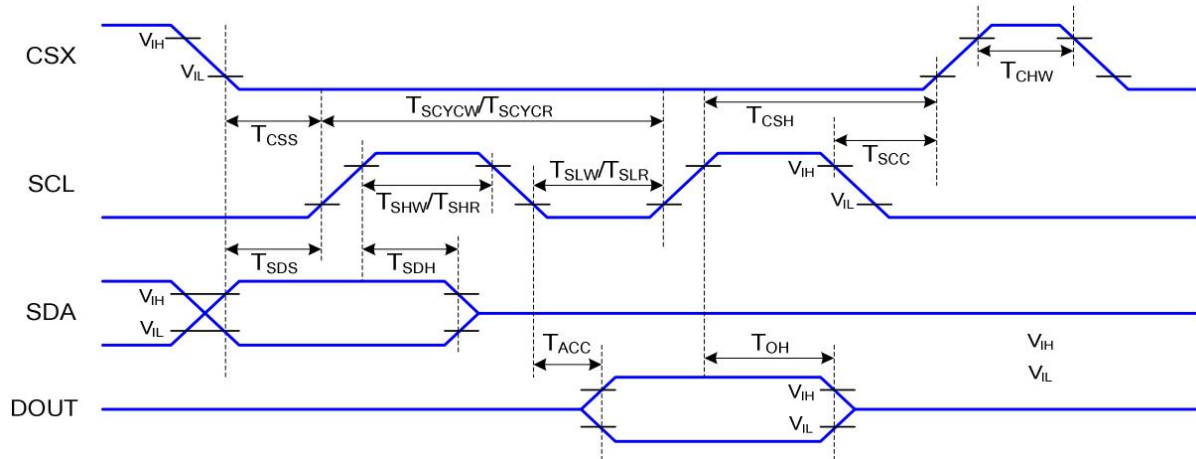 CSX
VIH
VIL
TCHW
TSCYCW/TSCYCR
TCSH
TCSS
TSCC
SCL
TSLW/TSLR
VIH
TSHW/TSHR
VIL
TSDS
TSDH
SDA
VIH
VIL
TACC
TOH
VIH
VIL
DOUT
VIH
VIL